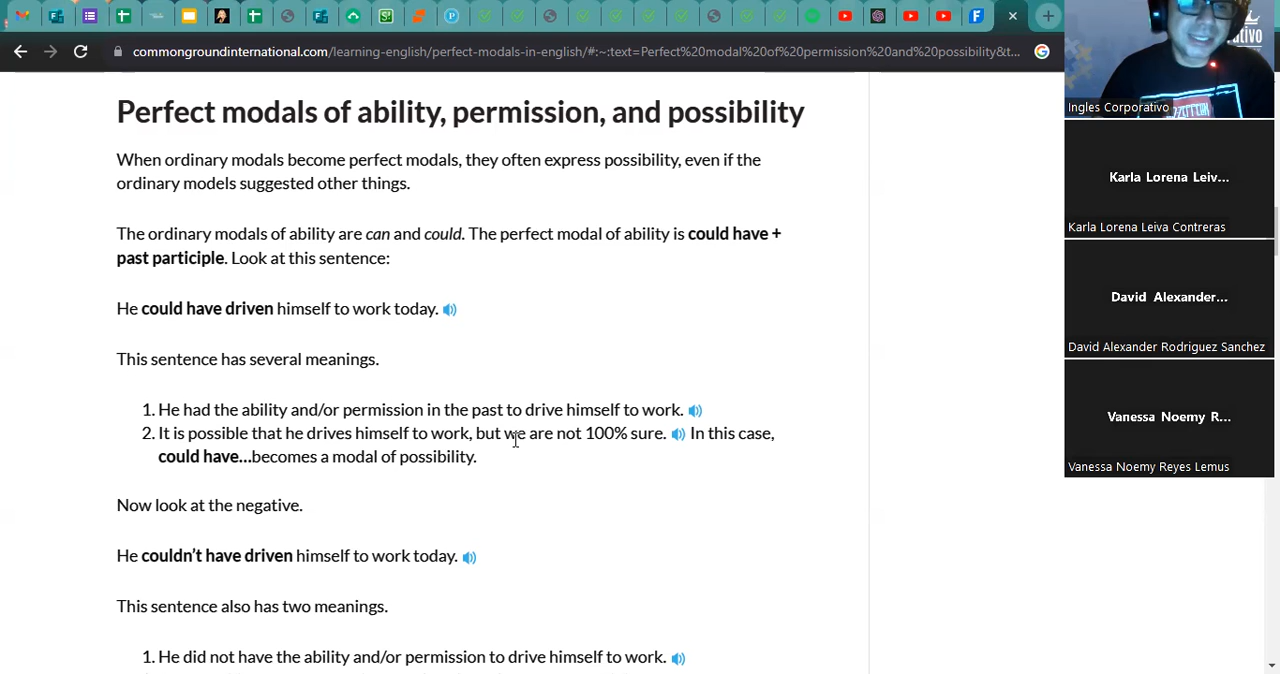 commongroundinternational.com/learning-english/perfect-modals-in-english/#:~:text=Perfect%20modal%20of%20permission%20and%20possibility&t...
Perfect modals of ability, permission, and possibility
When ordinary modals become perfect modals, they often express possibility, even if the
ordinary models suggested other things.
The ordinary modals of ability are can and could. The perfect modal of ability is could have +
past participle. Look at this sentence:
He could have driven himself to work today.
This sentence has several meanings.
1. He had the ability and/or permission in the past to drive himself to work.
2. It is possible that he drives himself to work, but we are not 100% sure. In this case,
could have...becomes a modal of possibility.
Now look at the negative.
He couldn't have driven himself to work today.
This sentence also has two meanings.
1. He did not have the ability and/or permission to drive himself to work.
Ingles Corporativo
Karla Lorena Leiv...
Karla Lorena Leiva Contreras
David Alexander...
David Alexander Rodriguez Sanchez
Vanessa Noemy R...
Vanessa Noemy Reyes Lemus